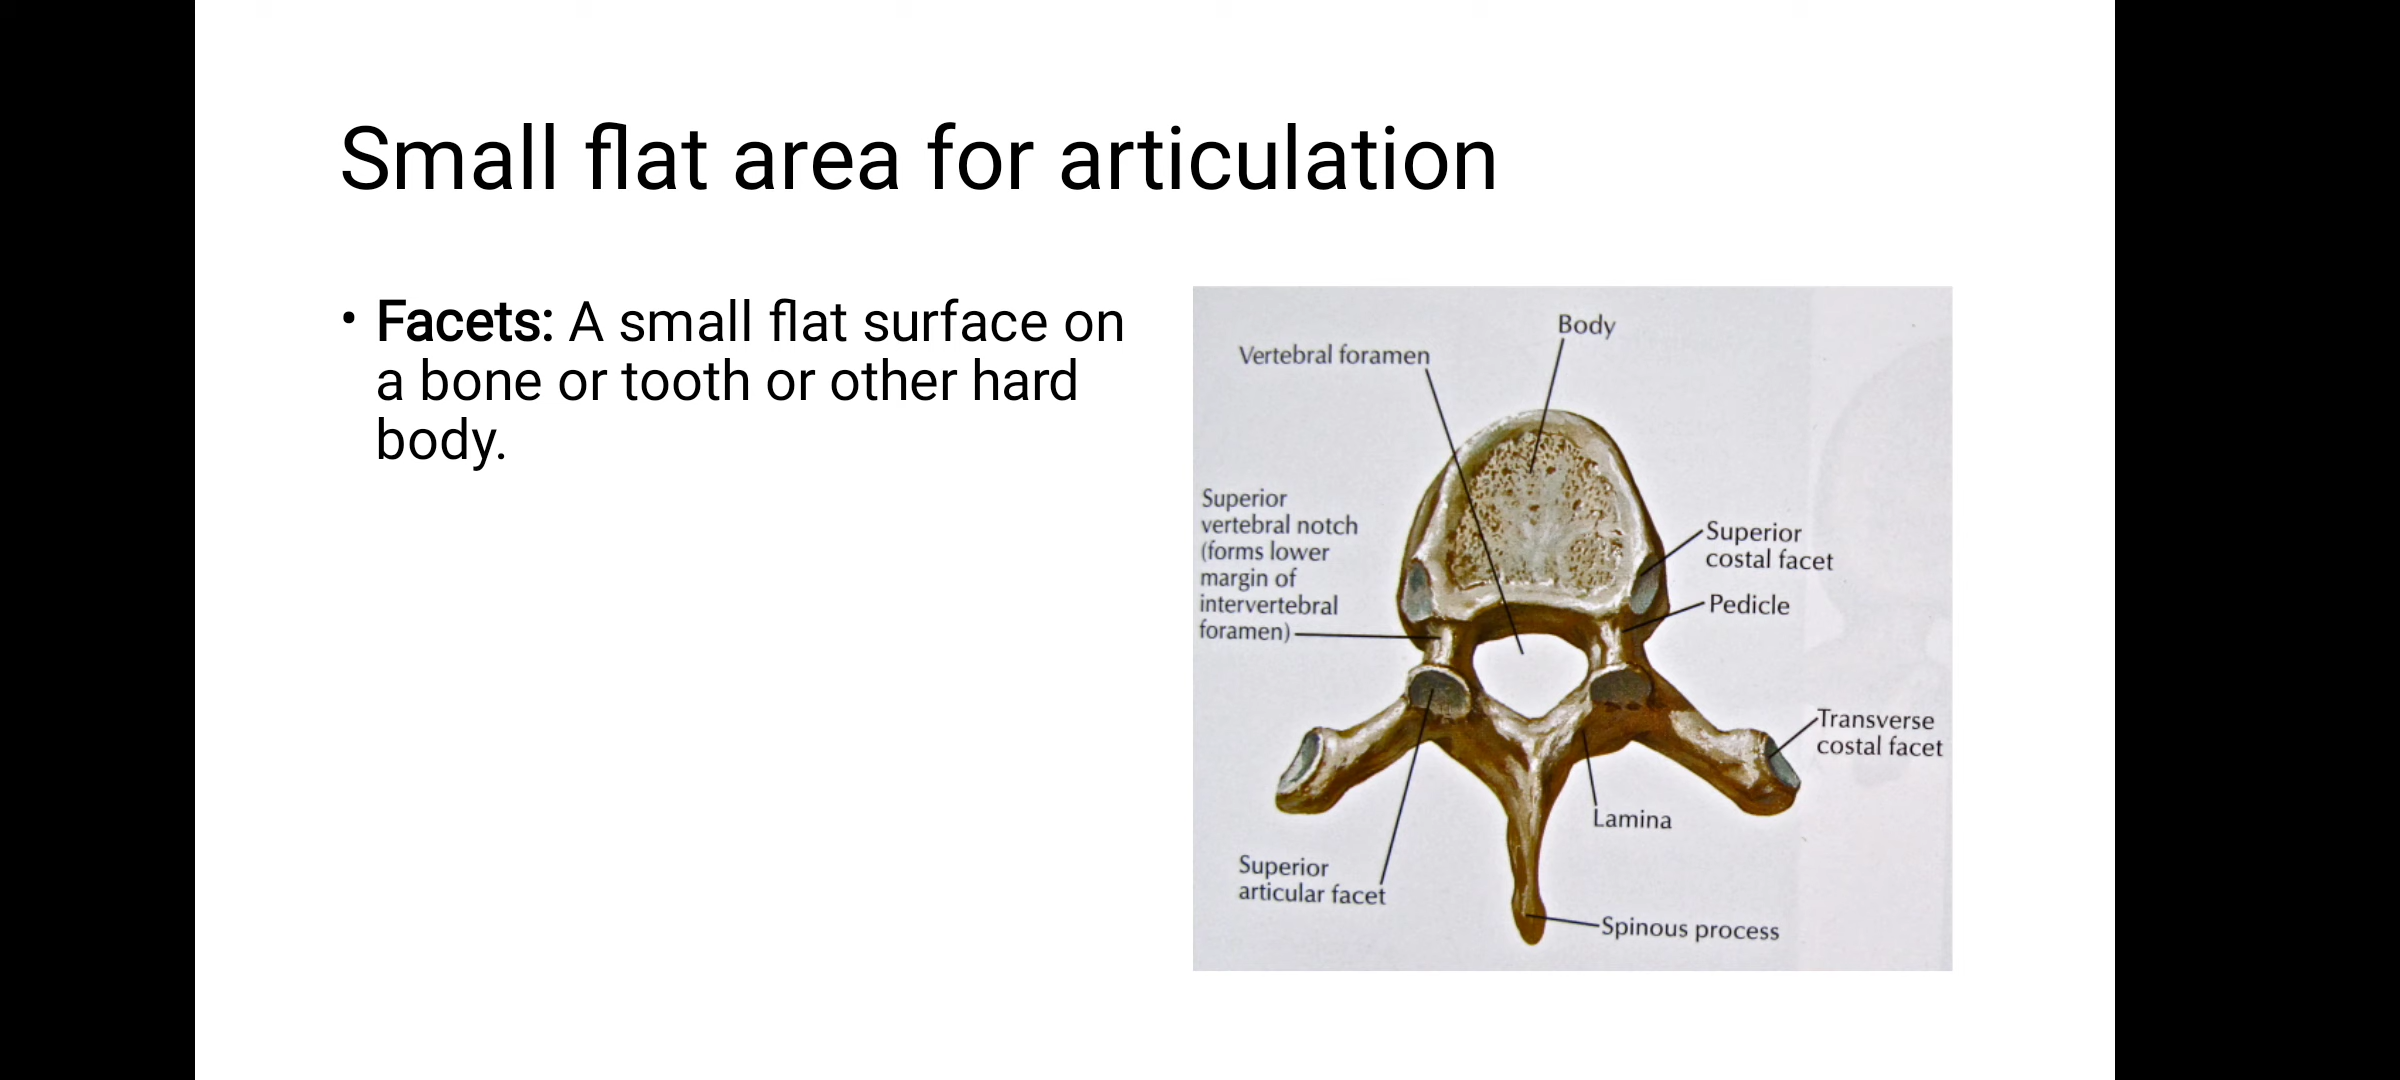 Small flat area for articulation
• Facets: A small flat surface on
a bone or tooth or other hard
body.
Body
Vertebral foramen
Superior
vertebral notch
(forms lower
margin of
intervertebral
foramen)
Superior
costal facet
Pedicle
Transverse
costal facet
Lamina
Superior
articular facet
Spinous process